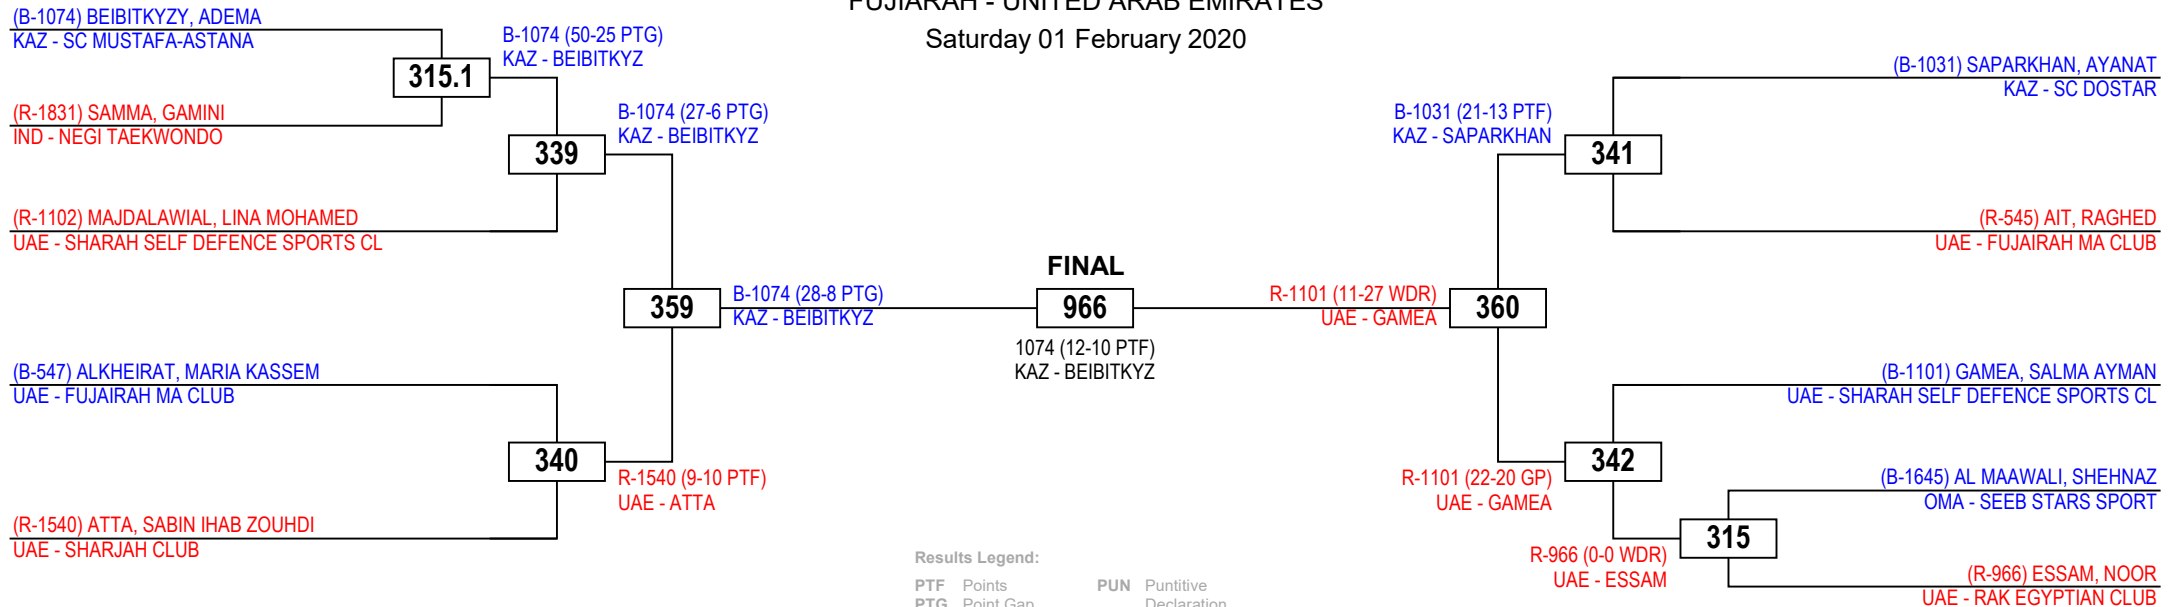 FUJIARAH - UNITED ARAB EMIRATES
Saturday 01 February 2020
(B-1074) BEIBITKYZY, ADEMA
KAZ - SC MUSTAFA-ASTANA
315.1
(R-1831) SAMMA, GAMINI
IND - NEGI TAEKWONDO
B-1074 (50-25 PTG)
KAZ - BEIBITKYZ
339
(R-1102) MAJDALAWIAL, LINA MOHAMED
UAE - SHARAH SELF DEFENCE SPORTS CL
B-1074 (27-6 PTG)
KAZ - BEIBITKYZ
359
B-1074 (28-8 PTG)
KAZ - BEIBITKYZ
(B-547) ALKHEIRAT, MARIA KASSEM
UAE - FUJAIRAH MA CLUB
340
(R-1540) ATTA, SABIN IHAB ZOUHDI
UAE - SHARJAH CLUB
R-1540 (9-10 PTF)
UAE - ATTA
FINAL
966
1074 (12-10 PTF)
KAZ - BEIBITKYZ
(B-1031) SAPARKHAN, AYANAT
KAZ - SC DOSTAR
B-1031 (21-13 PTF)
KAZ - SAPARKHAN
341
(R-545) AIT, RAGHED
UAE - FUJAIRAH MA CLUB
R-1101 (11-27 WDR)
UAE - GAMEA
360
(B-1101) GAMEA, SALMA AYMAN
UAE - SHARAH SELF DEFENCE SPORTS CL
342
R-1101 (22-20 GP)
UAE - GAMEA
(B-1645) AL MAAWALI, SHEHNAZ
OMA - SEEB STARS SPORT
315
R-966 (0-0 WDR)
UAE - ESSAM
(R-966) ESSAM, NOOR
UAE - RAK EGYPTIAN CLUB
Results Legend:
PTF Points PUN Puntitive
PTG Point Gap Declaration